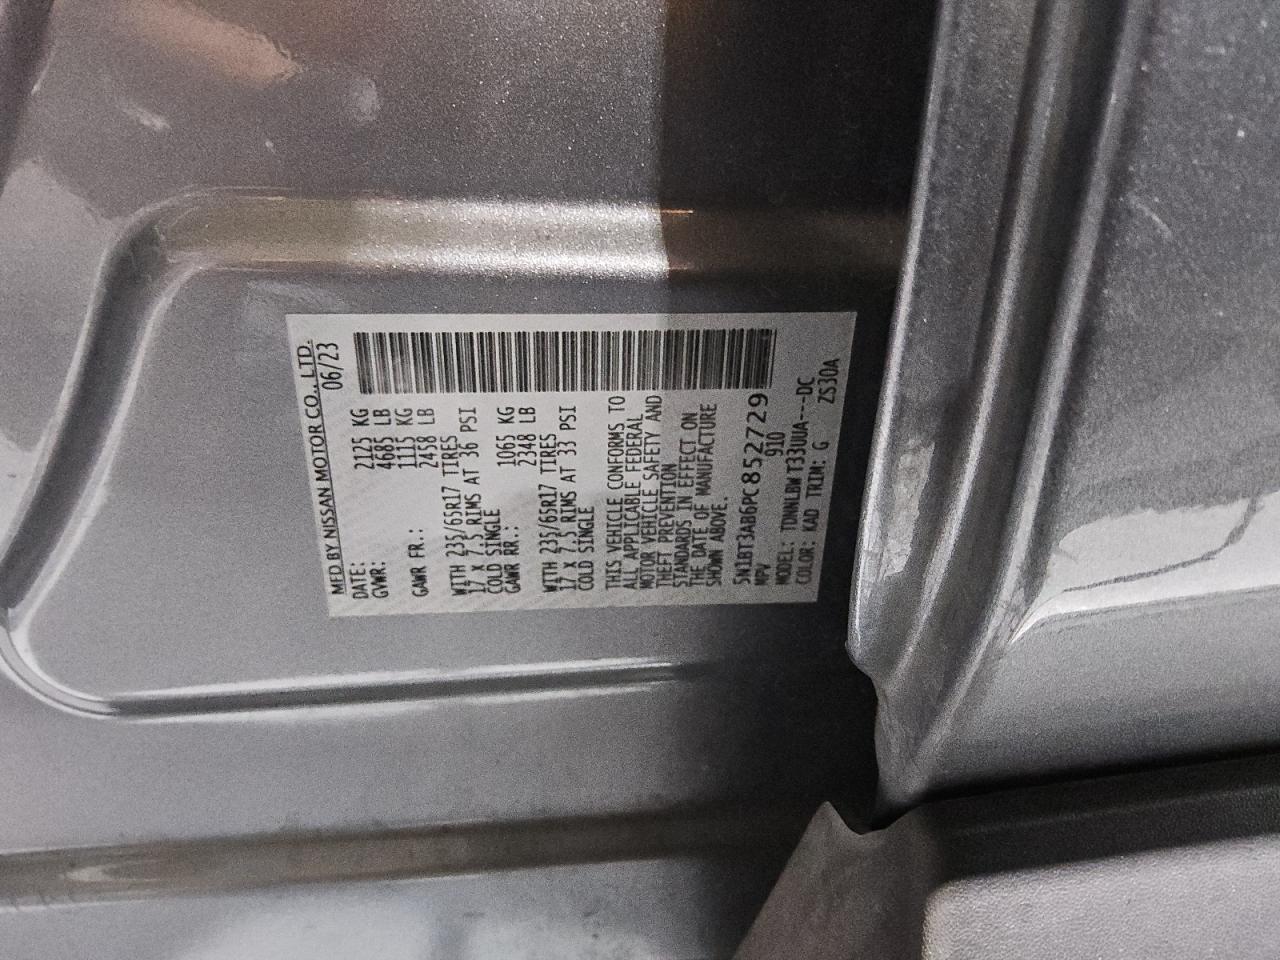 MFD BY NISSAN MOTOR CO., LTD.
DATE: 06/23
GVWR: 2125 KG
4685 LB
GAWR FR.: 1115 KG
2458 LB
WITH 235/65R17 TIRES
17 X 7.5 RIMS AT 36 PSI
COLD SINGLE
GAWR RR.: 1065 KG
2348 LB
WITH 235/65R17 TIRES
17 X 7.5 RIMS AT 33 PSI
COLD SINGLE
THIS VEHICLE CONFORMS TO
ALL APPLICABLE FEDERAL
MOTOR VEHICLE SAFETY AND
THEFT PREVENTION
STANDARDS IN EFFECT ON
THE DATE OF MANUFACTURE
SHOWN ABOVE.
5N1BT3AB6PC852729
MPV 910
MODEL: TDNNLBW T33UUA---DC
COLOR: KAD TRIM: G ZS30A